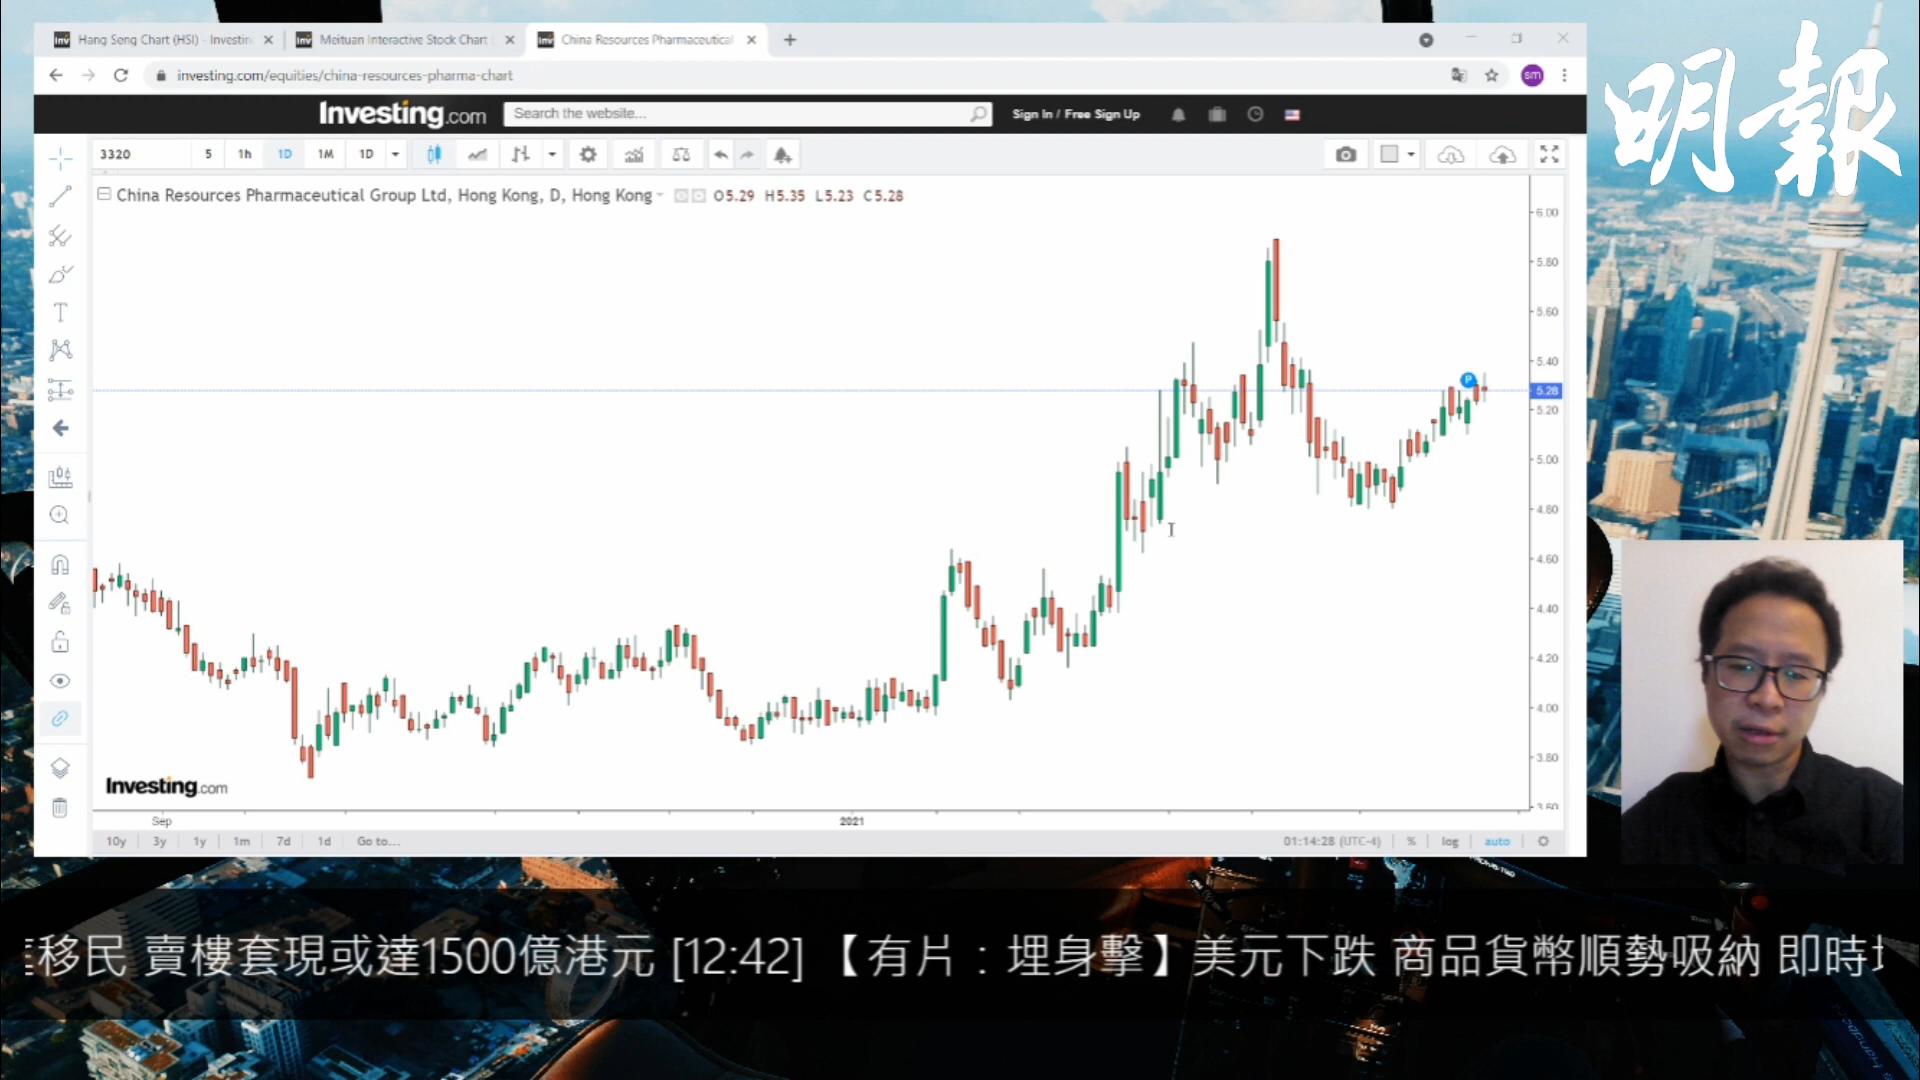 Hang Seng Chart (HSI) - Investin
Meituan Interactive Stock Chart
China Resources Pharmaceutical
investing.com/equities/china-resources-pharma-chart
sm
明報
Investing.com
Search the website...
Sign In / Free Sign Up
3320
5
1h
1D
1M
1D
China Resources Pharmaceutical Group Ltd, Hong Kong, D, Hong Kong
O5.29 H5.35 L5.23 C5.28
6.00
5.80
5.60
5.40
P
5.28
5.20
5.00
4.80
4.60
4.40
4.20
4.00
3.80
3.60
Investing.com
Sep
2021
10y
3y
1y
1m
7d
1d
Go to...
01:14:28 (UTC-4)
%
log
auto
移民 賣樓套現或達1500億港元 [12:42] 【有片：埋身擊】美元下跌 商品貨幣順勢吸納 即時